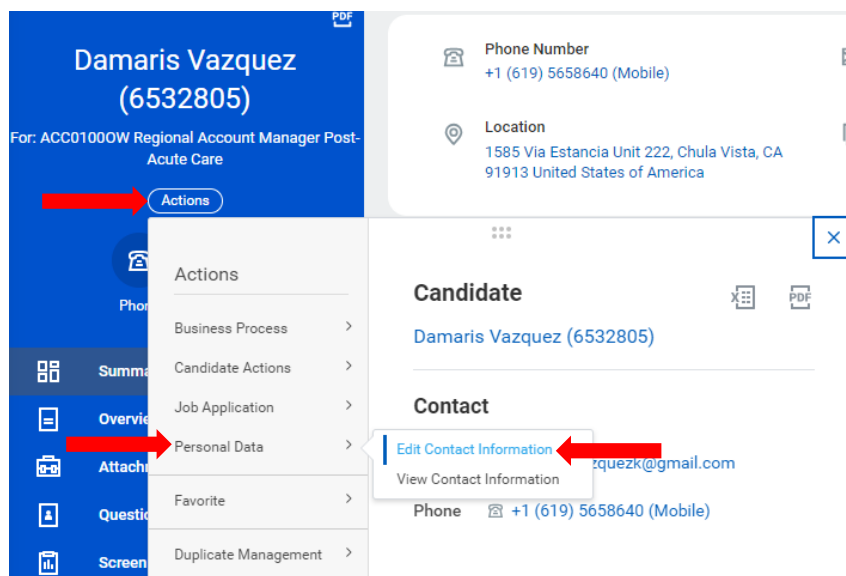 PDF
Damaris Vazquez
(6532805)
For: ACC0100OW Regional Account Manager Post-
Acute Care
Actions
Phone Number
+1 (619) 5658640 (Mobile)
Location
1585 Via Estancia Unit 222, Chula Vista, CA
91913 United States of America
Phor
Summa
Overvie
Attachr
Questio
Screen
Actions
Business Process
Candidate Actions
Job Application
Personal Data
Favorite
Duplicate Management
Edit Contact Information
View Contact Information
Candidate
X
PDF
Damaris Vazquez (6532805)
Contact
zquezk@gmail.com
Phone +1 (619) 5658640 (Mobile)